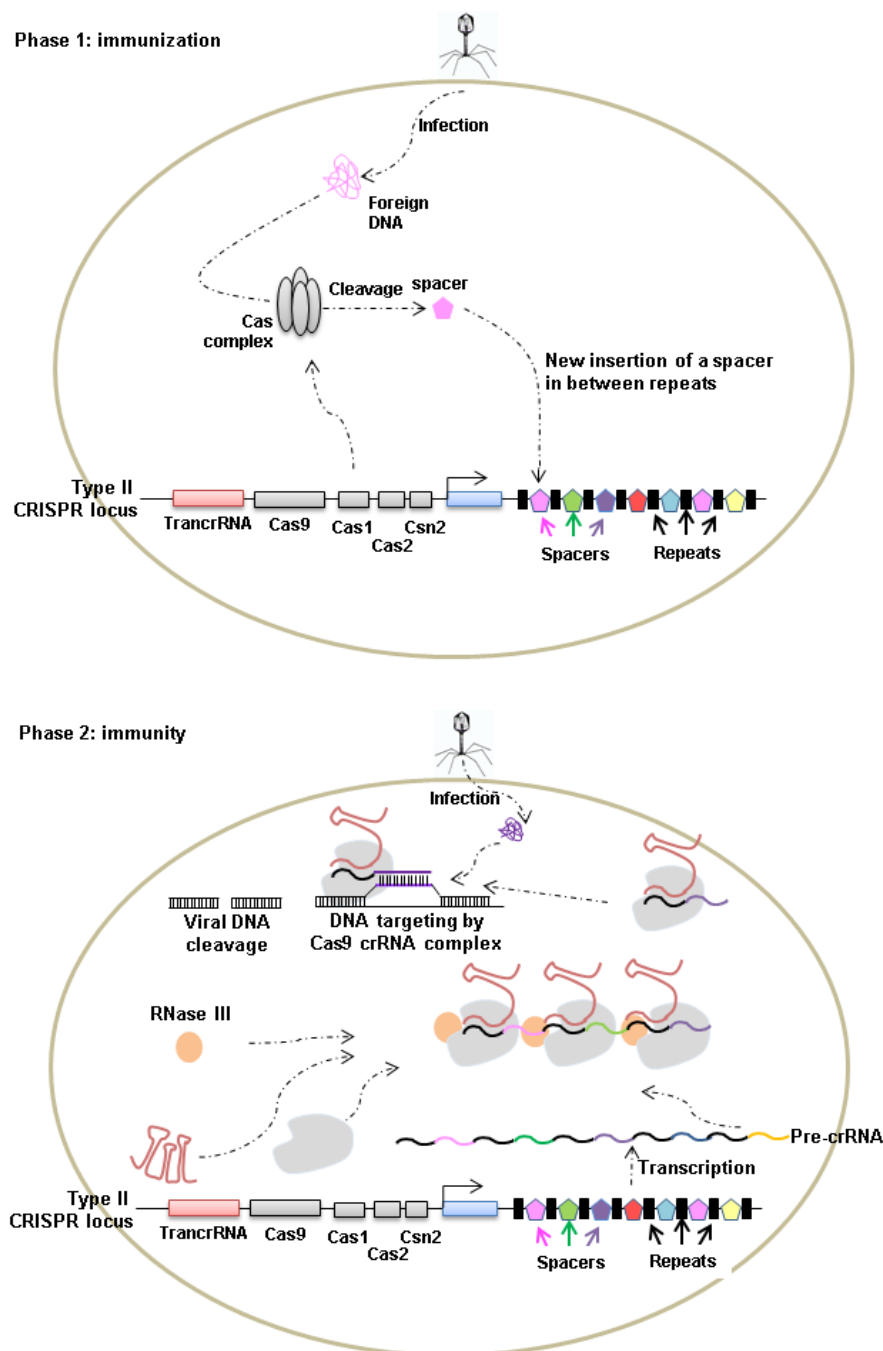 Phase 1: immunization
Infection
Foreign
DNA
Cleavage
spacer
Cas
complex
New insertion of a spacer
in between repeats
Type II
CRISPR locus
TrancrRNA
Cas9
Cas1
Cas2
Csn2
Spacers
Repeats
Phase 2: immunity
Infection
Viral DNA
cleavage
DNA targeting by
Cas9 crRNA complex
RNase III
Pre-crRNA
Transcription
Type II
CRISPR locus
TrancrRNA
Cas9
Cas1
Cas2
Csn2
Spacers
Repeats